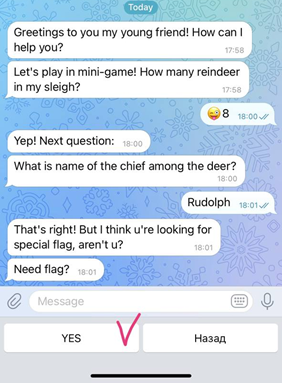 Today
Greetings to you my young friend! How can I
help you?
17:58
Let's play in mini-game! How many reindeer
in my sleigh?
17:58
😜8 18:00
Yep! Next question: 18:00
What is name of the chief among the deer?
18:00
Rudolph 18:01
That's right! But I think u're looking for
special flag, aren't u?
18:01
Need flag? 18:01
Message
YES
Назад